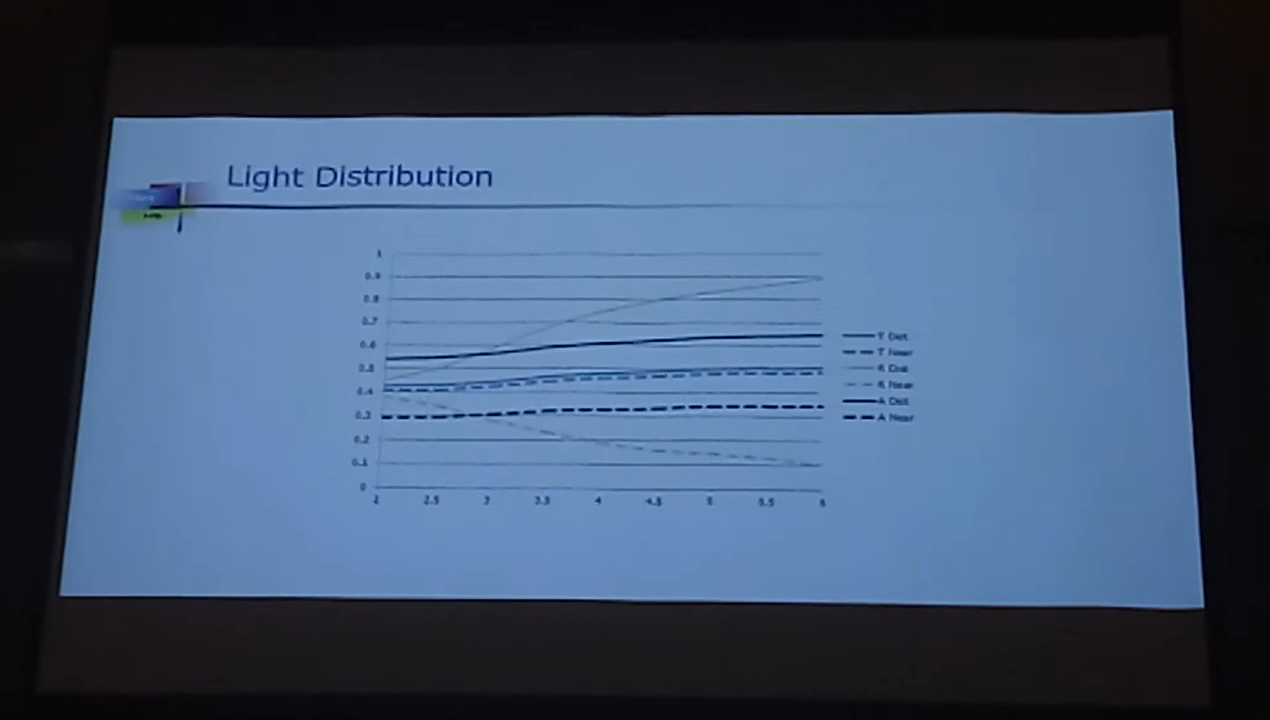 Light Distribution
1
0.9
0.8
0.7
0.6
0.5
0.4
0.3
0.2
0.1
0
2 2.5 3 3.5 4 4.5 5 5.5 6
T Dist
T Near
R Dist
R Near
A Dist
A Near